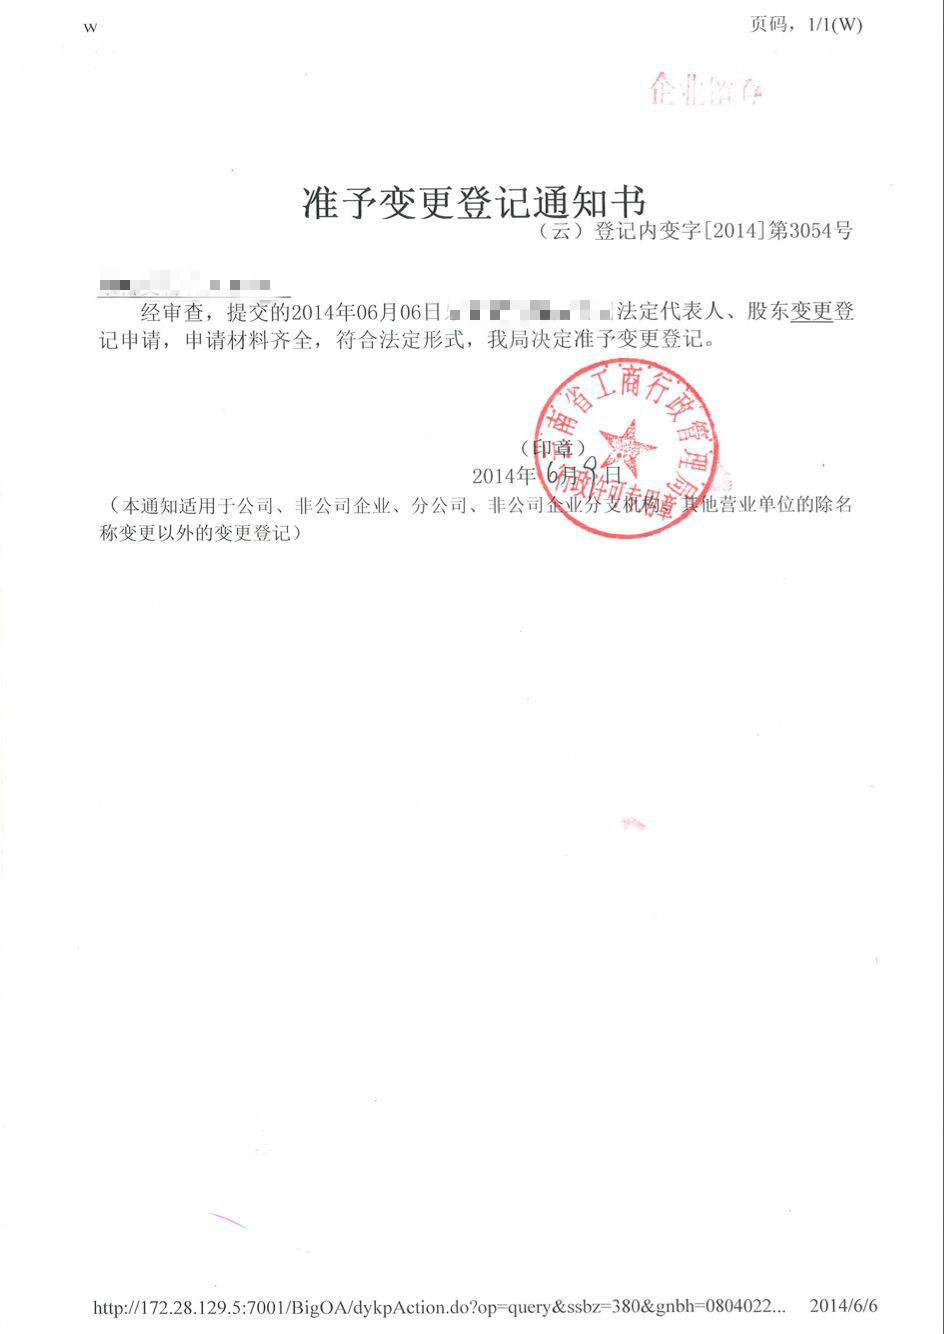 w
页码，1/1(W)
企业
准予变更登记通知书
（云）登记内变字[2014]第3054号
经审查，提交的2014年06月06日
法定代表人、股东变更登
记申请，申请材料齐全，符合法定形式，我局决定准予变更登记。
南省工商行政管理局
行政许可专用章
（印章）
2014年6月8日
（本通知适用于公司、非公司企业、分公司、非公司企业分支机构、其他营业单位的除名
称变更以外的变更登记）
http://172.28.129.5:7001/BigOA/dykpAction.do?op=query&ssbz=380&gnbh=0804022...
2014/6/6